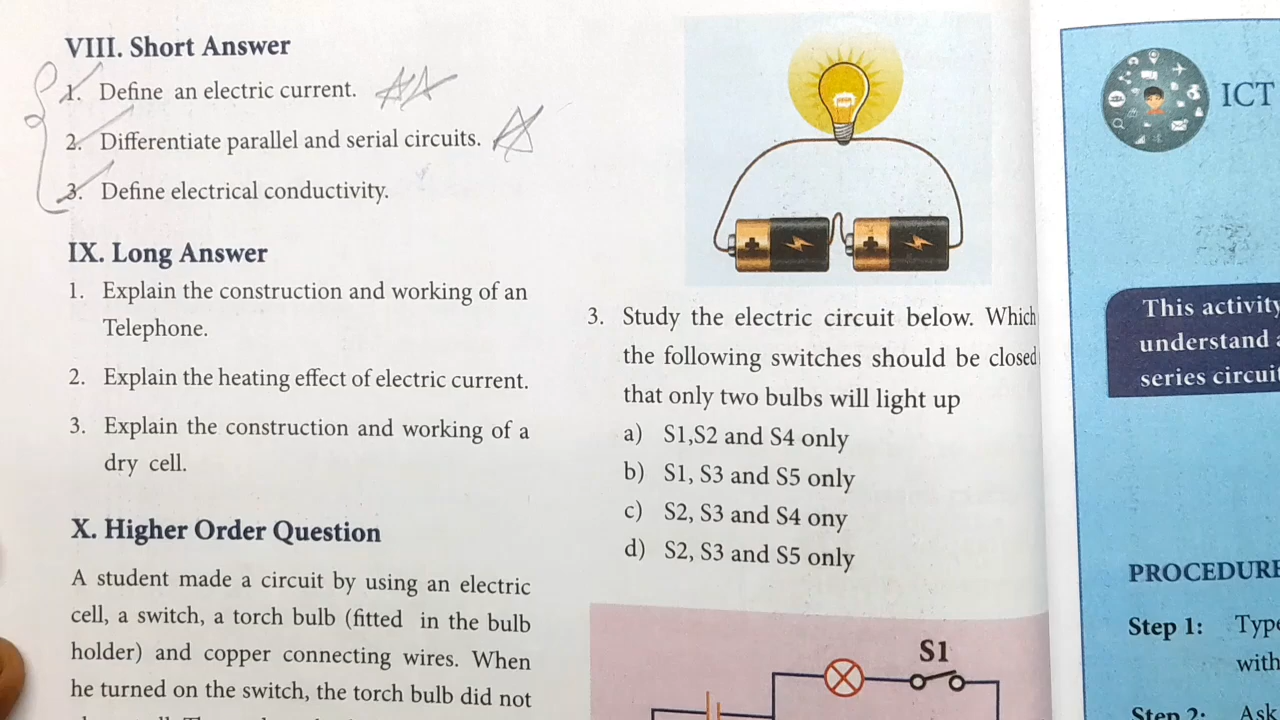 VIII. Short Answer
1. Define an electric current.
2. Differentiate parallel and serial circuits.
3. Define electrical conductivity.
IX. Long Answer
1. Explain the construction and working of an
Telephone.
2. Explain the heating effect of electric current.
3. Explain the construction and working of a
dry cell.
X. Higher Order Question
A student made a circuit by using an electric
cell, a switch, a torch bulb (fitted in the bulb
holder) and copper connecting wires. When
he turned on the switch, the torch bulb did not
3. Study the electric circuit below. Which
the following switches should be closed
that only two bulbs will light up
a) S1,S2 and S4 only
b) S1, S3 and S5 only
c) S2, S3 and S4 ony
d) S2, S3 and S5 only
S1
ICT
This activity
understand
series circuit
PROCEDURE
Step 1: Type
with
Step 2: Ask